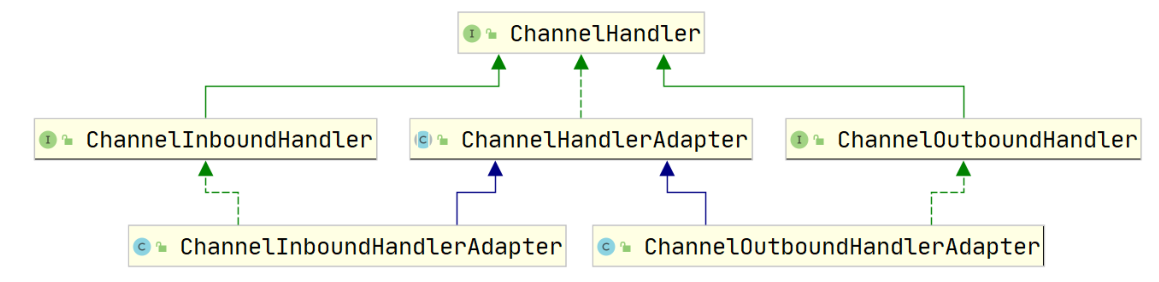 I ChannelHandler
I ChannelInboundHandler
C ChannelHandlerAdapter
I ChannelOutboundHandler
C ChannelInboundHandlerAdapter
C ChannelOutboundHandlerAdapter